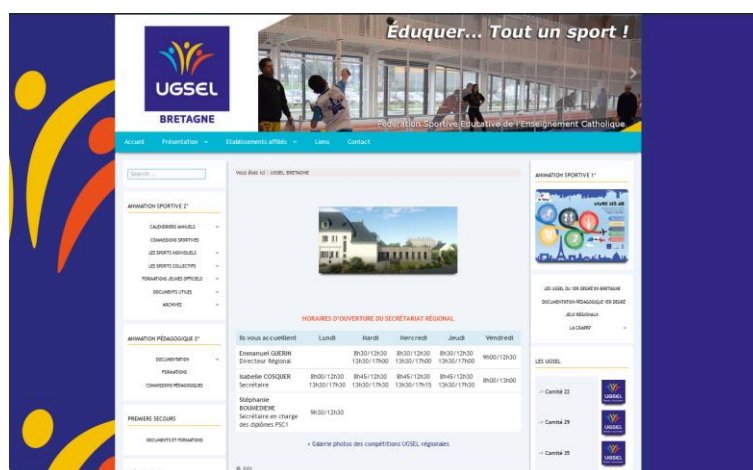 Éduquer... Tout un sport !
UGSEL
BRETAGNE
Fédération Sportive Educative de l'Enseignement Catholique
Accueil Présentation Etablissements affiliés Liens Contact
Search ...
ANIMATION SPORTIVE 2°
CALENDRIERS ANNUELS
COMMISSIONS SPORTIVES
LES SPORTS INDIVIDUELS
LES SPORTS COLLECTIFS
FORMATIONS JEUNES OFFICIELS
DOCUMENTS UTILES
ARCHIVES
ANIMATION PÉDAGOGIQUE 2°
DOCUMENTATION
FORMATIONS
COMMISSIONS PÉDAGOGIQUES
PREMIERS SECOURS
DOCUMENTS ET FORMATIONS
Vous êtes ici : UGSEL BRETAGNE
HORAIRES D'OUVERTURE DU SECRÉTARIAT RÉGIONAL
Ils vous accueillent Lundi Mardi Mercredi Jeudi Vendredi
Emmanuel GUERIN 8h30/12h30 8h30/12h30 8h30/12h30
Directeur Régional 13h30/17h00 13h30/17h00 13h30/17h00 9h00/12h30
Isabelle COSQUER 8h00/12h30 8h45/12h30 8h45/12h30 8h45/12h30
Secrétaire 13h30/17h30 13h30/17h30 13h30/17h15 13h30/17h30 8h00/13h00
Stéphanie
BOUMEDIENE
Secrétaire en charge 9h30/12h30
des diplômes PSC1
> Galerie photos des compétitions UGSEL régionales
ANIMATION SPORTIVE 1°
LES UGSEL DU 1ER DEGRÉ EN BRETAGNE
DOCUMENTATION PÉDAGOGIQUE 1ER DEGRÉ
JEUX RÉGIONAUX
LA CRAPEP
LES UGSEL
-> Comité 22
UGSEL
-> Comité 29
UGSEL
-> Comité 35
UGSEL